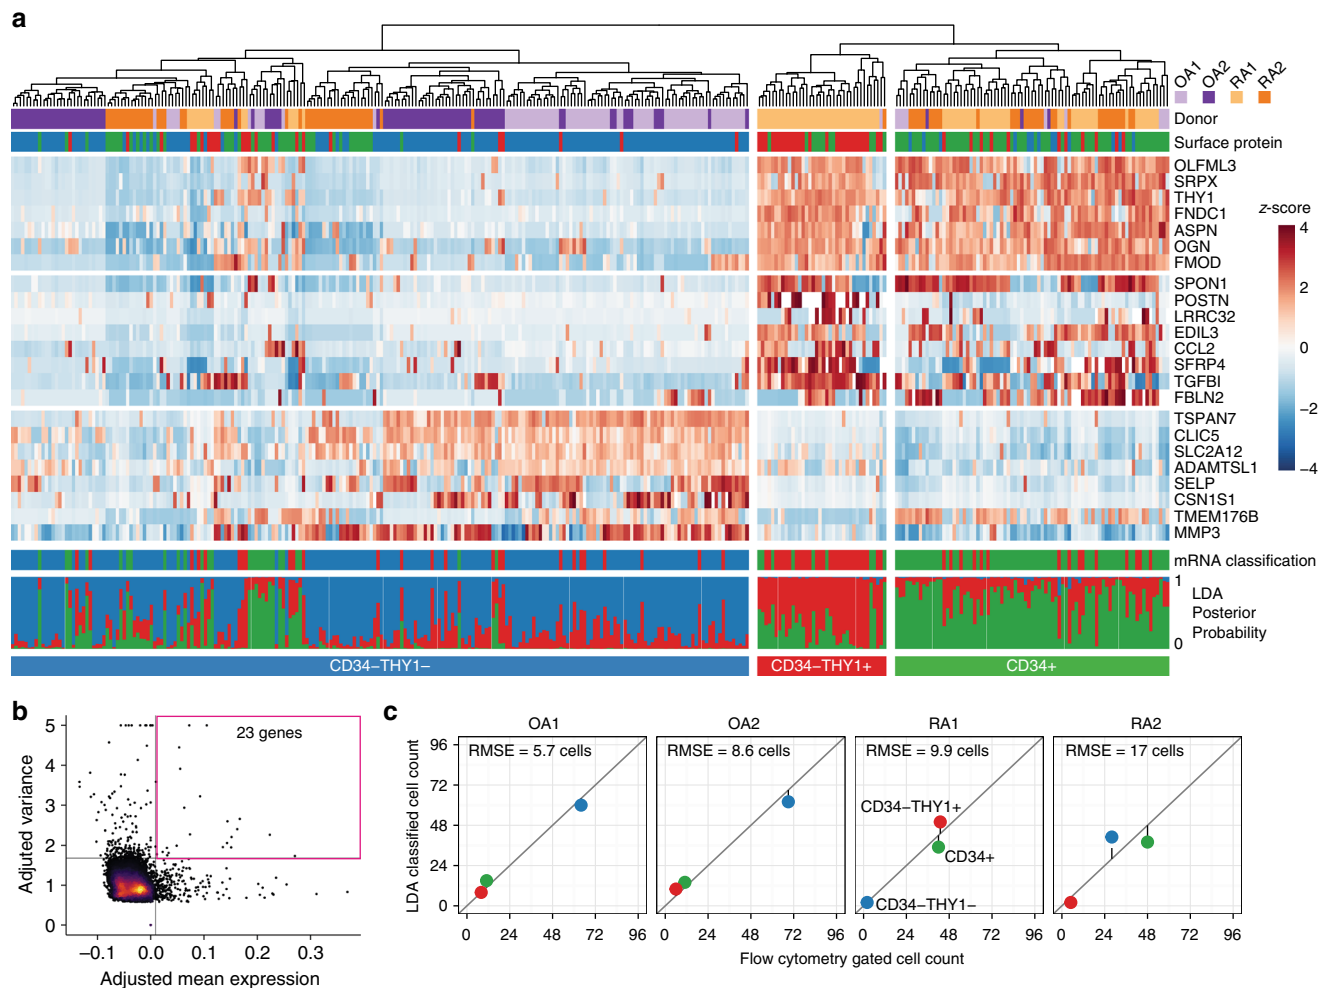 a
OA1
OA2
RA1
RA2
Donor
Surface protein
OLFML3
SRPX
THY1
FNDC1
ASPN
OGN
FMOD
SPON1
POSTN
LRRC32
EDIL3
CCL2
SFRP4
TGFBI
FBLN2
TSPAN7
CLIC5
SLC2A12
ADAMTSL1
SELP
CSN1S1
TMEM176B
MMP3
z-score
4
2
0
−2
−4
mRNA classification
1
LDA
Posterior
Probability
0
CD34−THY1−
CD34−THY1+
CD34+
b
23 genes
5
4
3
2
1
0
Adjuted variance
−0.1 0.0 0.1 0.2 0.3
Adjusted mean expression
c
OA1 OA2 RA1 RA2
RMSE = 5.7 cells
RMSE = 8.6 cells
RMSE = 9.9 cells
RMSE = 17 cells
CD34−THY1+
CD34+
CD34−THY1−
96
72
48
24
0
LDA classified cell count
0 24 48 72 96
0 24 48 72 96
0 24 48 72 96
0 24 48 72 96
Flow cytometry gated cell count